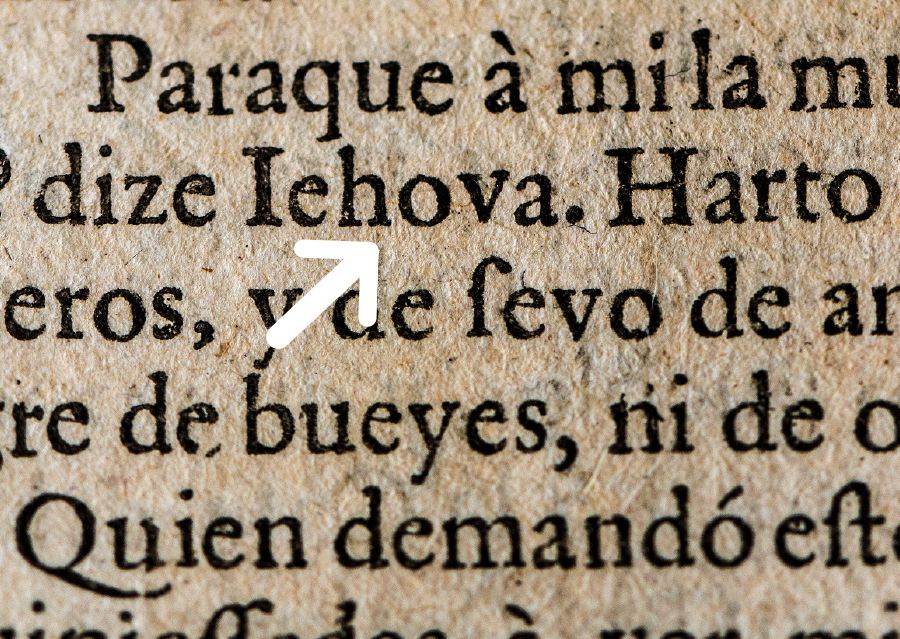 Paraque à mi la mu
? dize Iehova. Harto
eros, y de ſevo de an
gre de bueyes, ni de o
Quien demandó eſte